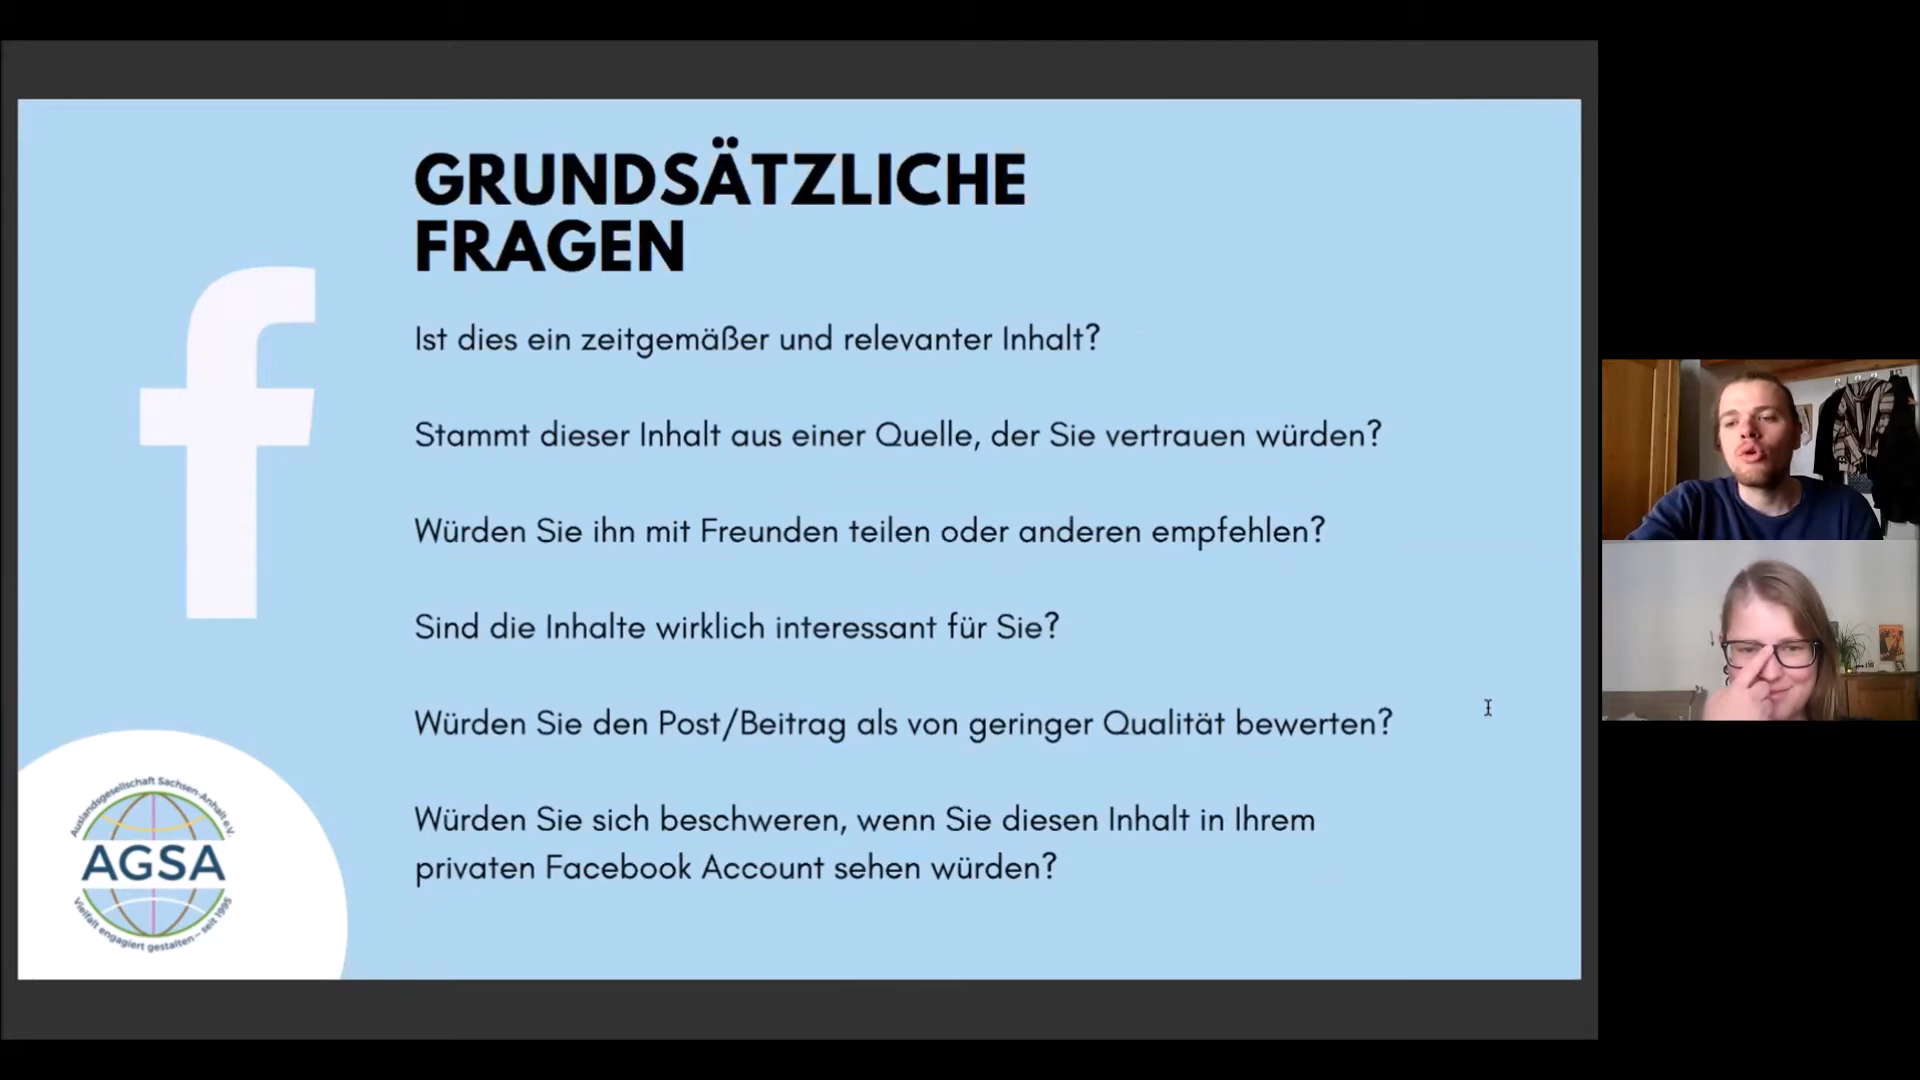 GRUNDSÄTZLICHE
FRAGEN
Ist dies ein zeitgemäßer und relevanter Inhalt?
Stammt dieser Inhalt aus einer Quelle, der Sie vertrauen würden?
Würden Sie ihn mit Freunden teilen oder anderen empfehlen?
Sind die Inhalte wirklich interessant für Sie?
Würden Sie den Post/Beitrag als von geringer Qualität bewerten?
Würden Sie sich beschweren, wenn Sie diesen Inhalt in Ihrem
privaten Facebook Account sehen würden?
f
Auslandsgesellschaft Sachsen-Anhalt e.V.
AGSA
Vielfalt engagiert gestalten – seit 1995